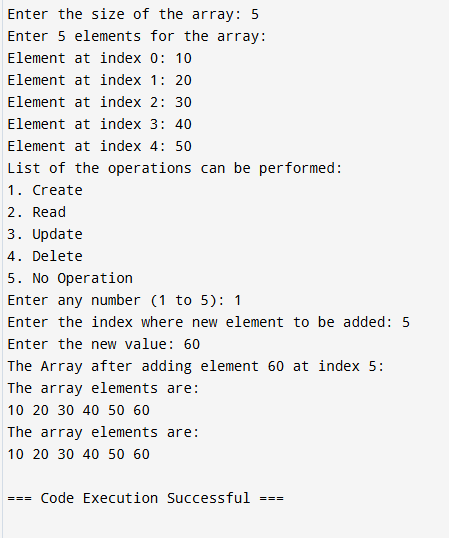 Enter the size of the array: 5
Enter 5 elements for the array:
Element at index 0: 10
Element at index 1: 20
Element at index 2: 30
Element at index 3: 40
Element at index 4: 50
List of the operations can be performed:
1. Create
2. Read
3. Update
4. Delete
5. No Operation
Enter any number (1 to 5): 1
Enter the index where new element to be added: 5
Enter the new value: 60
The Array after adding element 60 at index 5:
The array elements are:
10 20 30 40 50 60
The array elements are:
10 20 30 40 50 60
=== Code Execution Successful ===